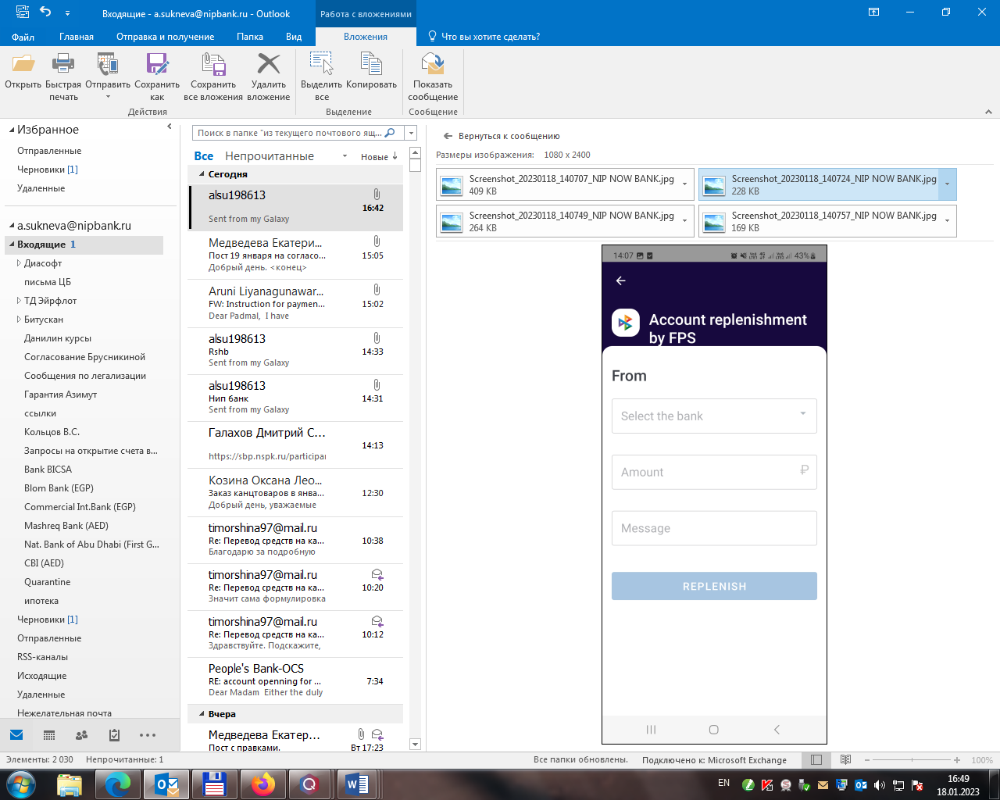 Входящие - a.sukneva@nipbank.ru - Outlook
Работа с вложениями
Файл
Главная
Отправка и получение
Папка
Вид
Вложения
Что вы хотите сделать?
Открыть
Быстрая печать
Отправить
Сохранить как
Сохранить все вложения
Удалить вложение
Выделить все
Копировать
Показать сообщение
Действия
Выделение
Сообщение
Избранное
Отправленные
Черновики [1]
Удаленные
a.sukneva@nipbank.ru
Входящие 1
Диасофт
письма ЦБ
ТД Эйрфлот
Битускан
Данилин курсы
Согласование Брусникиной
Сообщения по легализации
Гарантия Азимут
ссылки
Кольцов В.С.
Запросы на открытие счета в...
Bank BICSA
Blom Bank (EGP)
Commercial Int.Bank (EGP)
Mashreq Bank (AED)
Nat. Bank of Abu Dhabi (First G...
CBI (AED)
Quarantine
ипотека
Черновики [1]
Отправленные
RSS-каналы
Исходящие
Удаленные
Нежелательная почта
Поиск в папке "из текущего почтового ящ...
Все
Непрочитанные
Новые
Сегодня
alsu198613
16:42
Sent from my Galaxy
Медведева Екатери...
Пост 19 января на согласо...
15:05
Добрый день. <конец>
Aruni Liyanagunawar...
FW: Instruction for paymen...
15:02
Dear Padmal, I have
alsu198613
Rshb
14:33
Sent from my Galaxy
alsu198613
Нип банк
14:31
Sent from my Galaxy
Галахов Дмитрий С...
14:13
https://sbp.nspk.ru/participan
Козина Оксана Лео...
Заказ канцтоваров в янва...
12:30
Добрый день, уважаемые
timorshina97@mail.ru
Re: Перевод средств на ка...
10:38
Благодарю за подробную
timorshina97@mail.ru
Re: Перевод средств на ка...
10:20
Значит сама формулировка
timorshina97@mail.ru
Re: Перевод средств на ка...
10:12
Здравствуйте. Подскажите,
People's Bank-OCS
RE: account openning for ...
7:34
Dear Madam Either the duly
Вчера
Медведева Екатер...
Пост с правками.
Вт 17:23
Вернуться к сообщению
Размеры изображения: 1080 x 2400
Screenshot_20230118_140707_NIP NOW BANK.jpg
409 KB
Screenshot_20230118_140724_NIP NOW BANK.jpg
228 KB
Screenshot_20230118_140749_NIP NOW BANK.jpg
264 KB
Screenshot_20230118_140757_NIP NOW BANK.jpg
169 KB
14:07
43%
Account replenishment
by FPS
From
Select the bank
Amount
₽
Message
REPLENISH
Элементы: 2 030
Непрочитанные: 1
Все папки обновлены.
Подключено к: Microsoft Exchange
100%
EN
16:49
18.01.2023